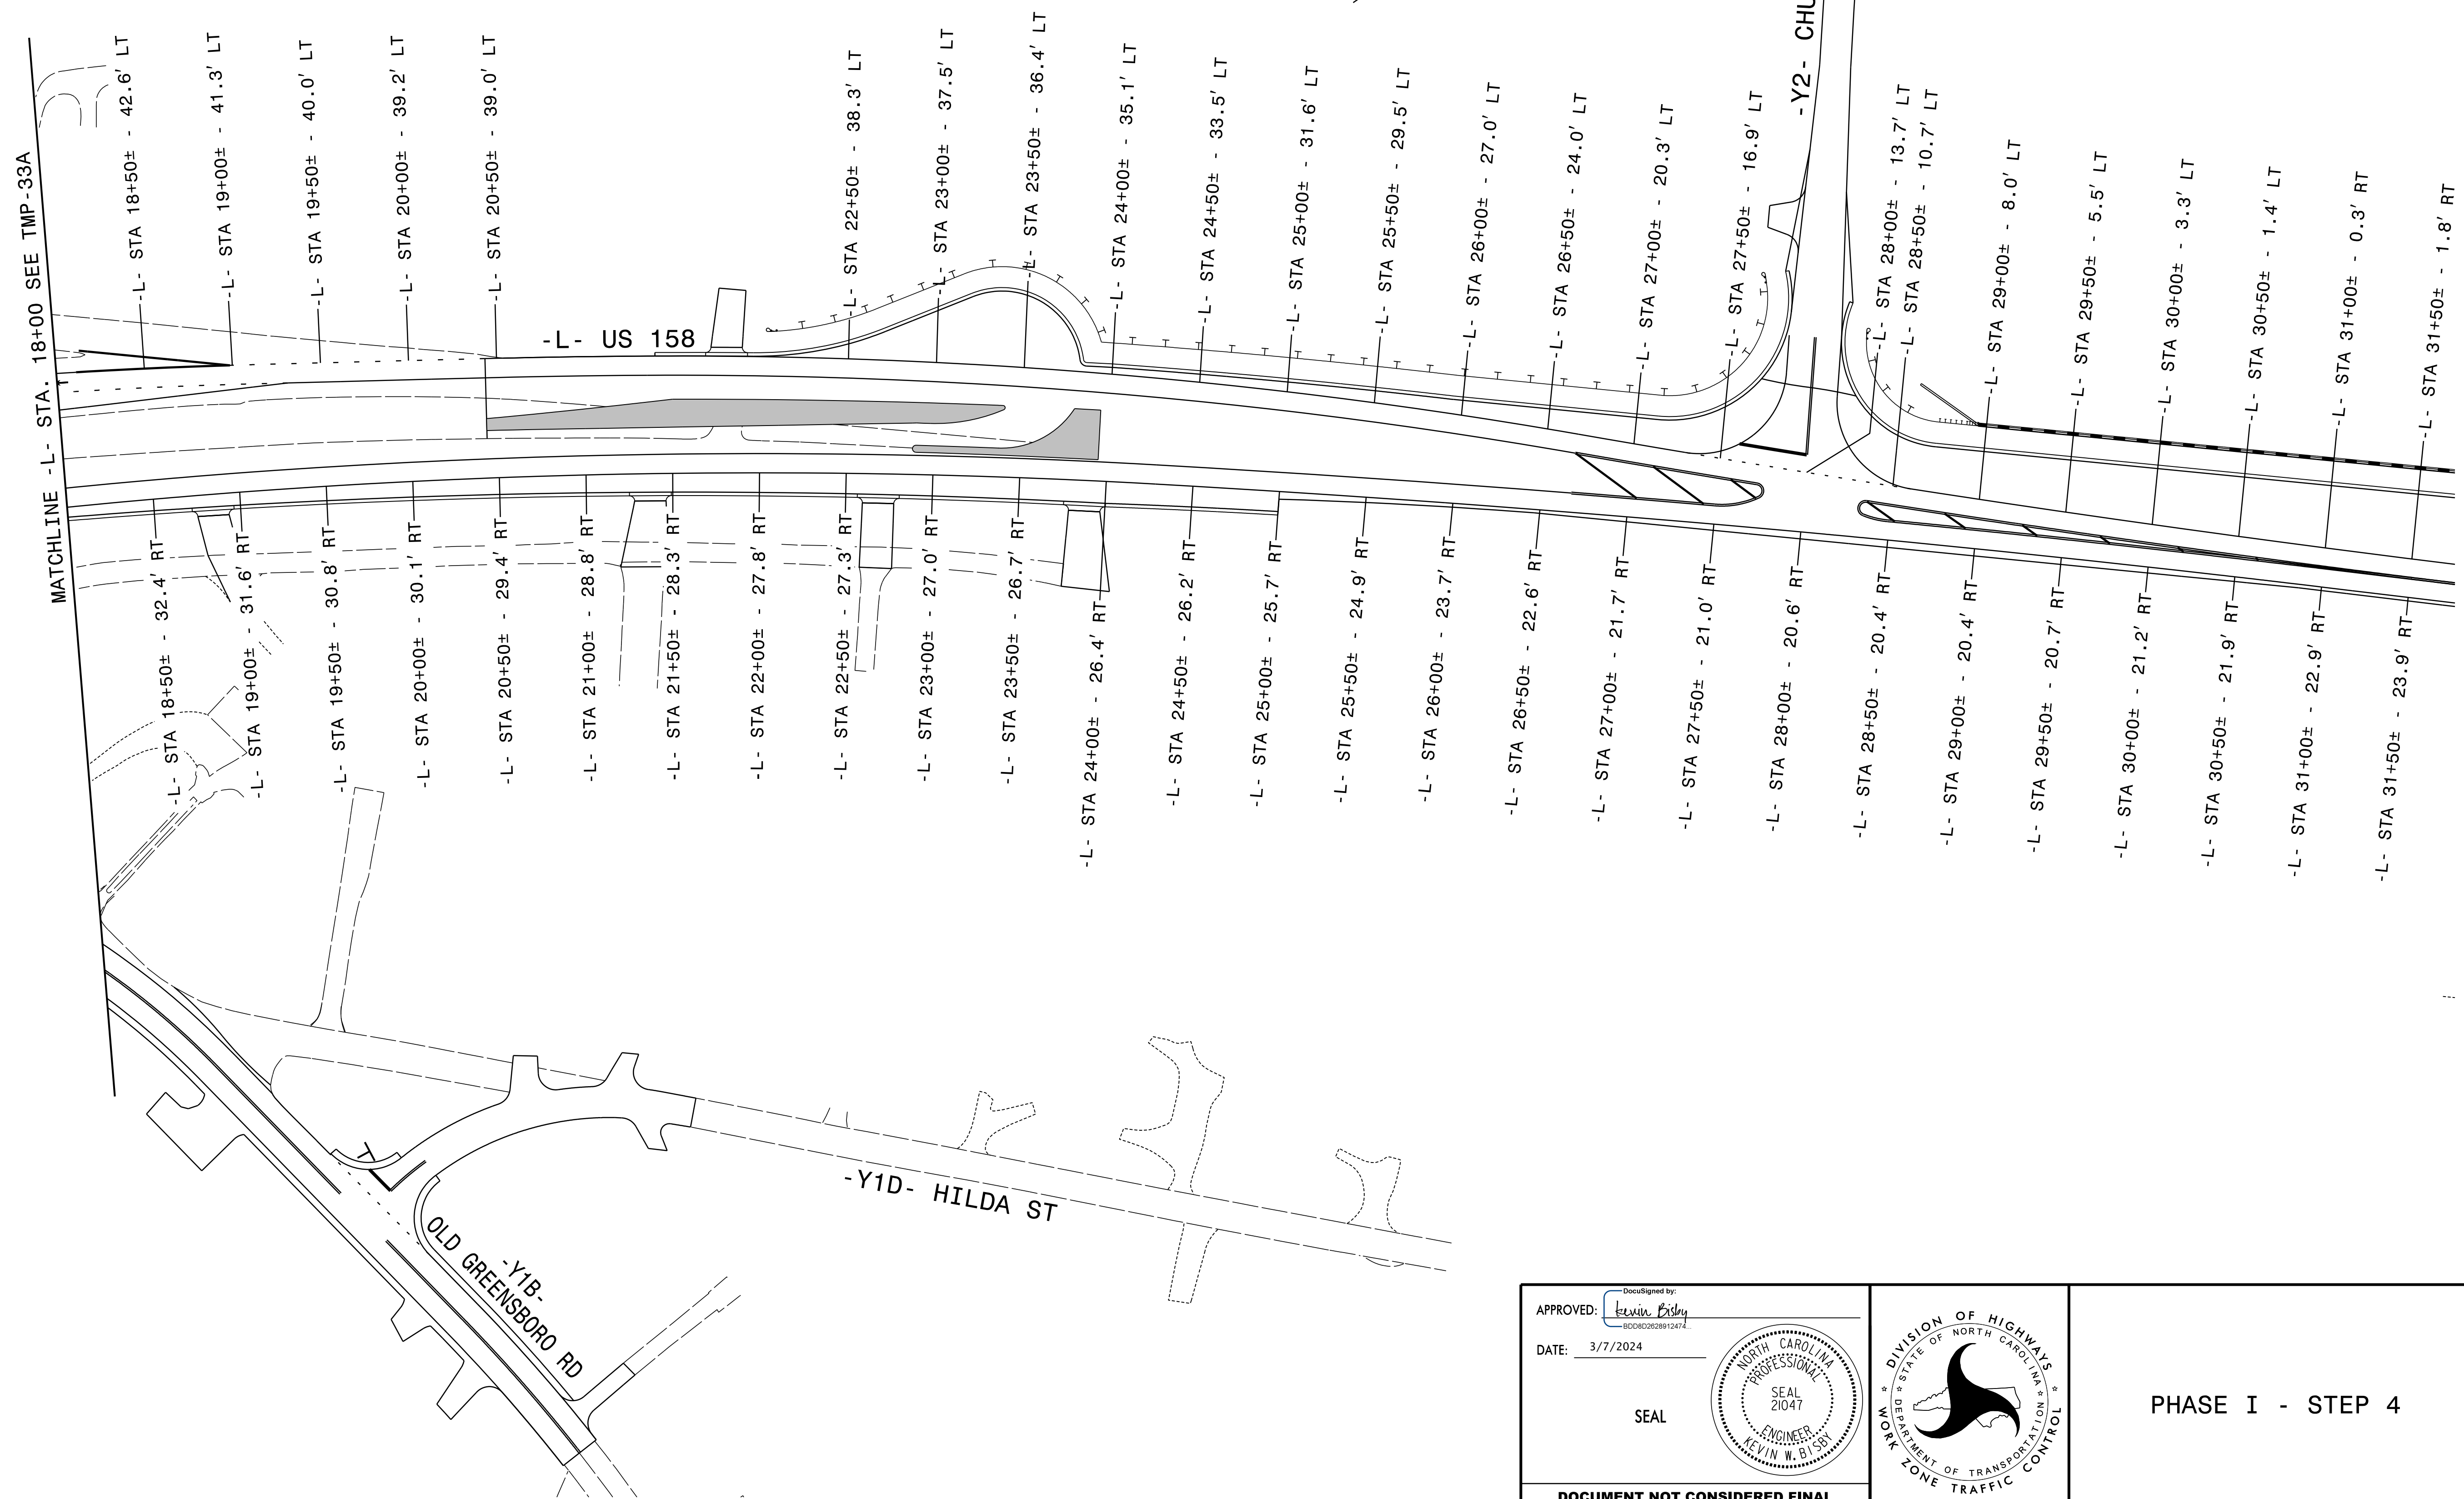 MATCHLINE -L- STA. 18+00 SEE TMP-33A
-L- STA 18+50± - 42.6' LT
-L- STA 19+00± - 41.3' LT
-L- STA 19+50± - 40.0' LT
-L- STA 20+00± - 39.2' LT
-L- STA 20+50± - 39.0' LT
-L- STA 22+50± - 38.3' LT
-L- STA 23+00± - 37.5' LT
-L- STA 23+50± - 36.4' LT
-L- STA 24+00± - 35.1' LT
-L- STA 24+50± - 33.5' LT
-L- STA 25+00± - 31.6' LT
-L- STA 25+50± - 29.5' LT
-L- STA 26+00± - 27.0' LT
-L- STA 26+50± - 24.0' LT
-L- STA 27+00± - 20.3' LT
-L- STA 27+50± - 16.9' LT
-Y2- CHU
-L- STA 28+00± - 13.7' LT
-L- STA 28+50± - 10.7' LT
-L- STA 29+00± - 8.0' LT
-L- STA 29+50± - 5.5' LT
-L- STA 30+00± - 3.3' LT
-L- STA 30+50± - 1.4' LT
-L- STA 31+00± - 0.3' RT
-L- STA 31+50± - 1.8' RT
-L- US 158
-L- STA 18+50± - 32.4' RT
-L- STA 19+00± - 31.6' RT
-L- STA 19+50± - 30.8' RT
-L- STA 20+00± - 30.1' RT
-L- STA 20+50± - 29.4' RT
-L- STA 21+00± - 28.8' RT
-L- STA 21+50± - 28.3' RT
-L- STA 22+00± - 27.8' RT
-L- STA 22+50± - 27.3' RT
-L- STA 23+00± - 27.0' RT
-L- STA 23+50± - 26.7' RT
-L- STA 24+00± - 26.4' RT
-L- STA 24+50± - 26.2' RT
-L- STA 25+00± - 25.7' RT
-L- STA 25+50± - 24.9' RT
-L- STA 26+00± - 23.7' RT
-L- STA 26+50± - 22.6' RT
-L- STA 27+00± - 21.7' RT
-L- STA 27+50± - 21.0' RT
-L- STA 28+00± - 20.6' RT
-L- STA 28+50± - 20.4' RT
-L- STA 29+00± - 20.4' RT
-L- STA 29+50± - 20.7' RT
-L- STA 30+00± - 21.2' RT
-L- STA 30+50± - 21.9' RT
-L- STA 31+00± - 22.9' RT
-L- STA 31+50± - 23.9' RT
-Y1D- HILDA ST
-Y1B-
OLD GREENSBORO RD
DocuSigned by:
APPROVED: Kevin Bisby
BDD8D2628912474...
DATE: 3/7/2024
SEAL
NORTH CAROLINA
PROFESSIONAL
SEAL
21047
ENGINEER
KEVIN W. BISBY
DOCUMENT NOT CONSIDERED FINAL
DIVISION OF HIGHWAYS
STATE OF NORTH CAROLINA
DEPARTMENT OF TRANSPORTATION
WORK ZONE TRAFFIC CONTROL
PHASE I - STEP 4